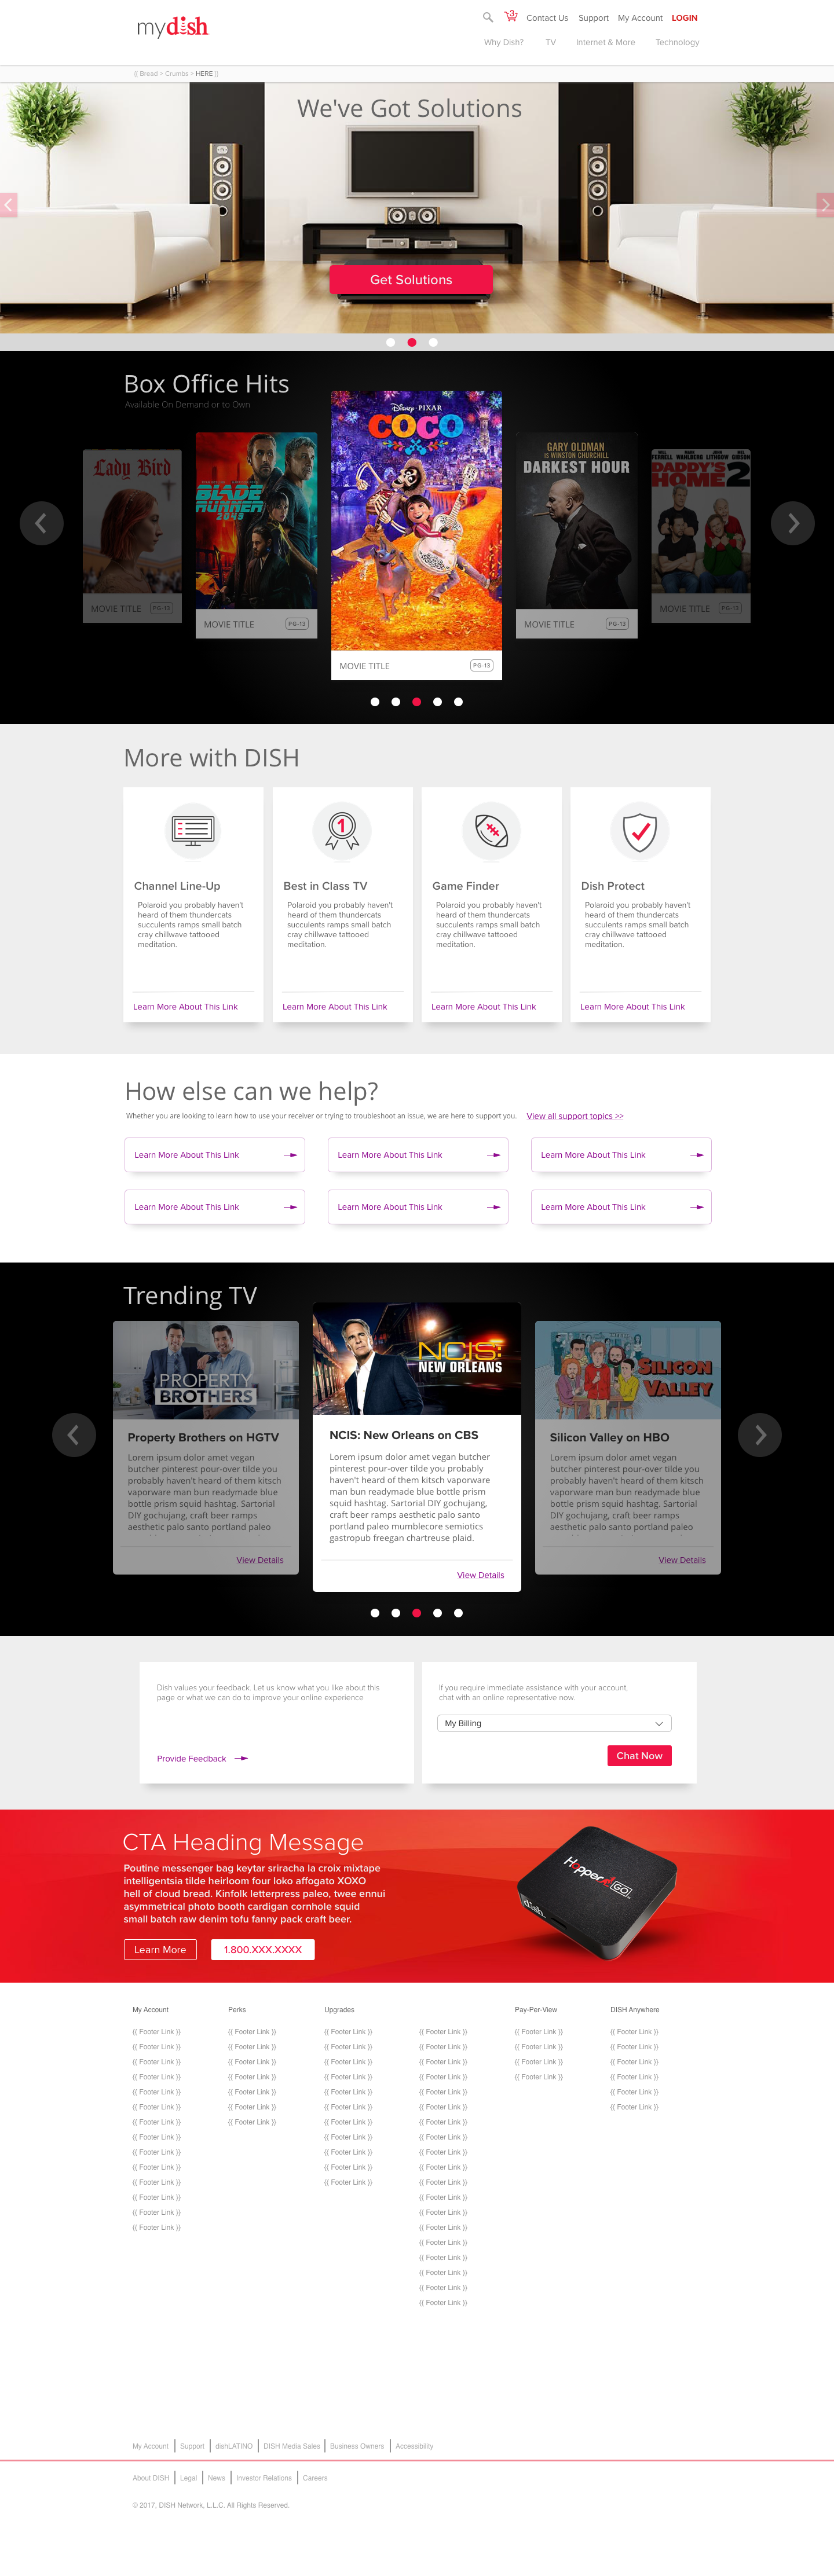 mydish
3
Contact Us Support My Account LOGIN
Why Dish? TV Internet & More Technology
{{ Bread > Crumbs > HERE }}
We've Got Solutions
Get Solutions
Box Office Hits
Available On Demand or to Own
Lady Bird
MOVIE TITLE PG-13
BLADE
RUNNER
2049
MOVIE TITLE PG-13
Disney · PIXAR
COCO
MOVIE TITLE PG-13
GARY OLDMAN
IS WINSTON CHURCHILL
DARKEST HOUR
MOVIE TITLE PG-13
WILL FERRELL MARK WAHLBERG JOHN LITHGOW MEL GIBSON
DADDY'S
HOME 2
MOVIE TITLE PG-13
More with DISH
Channel Line-Up
Polaroid you probably haven't
heard of them thundercats
succulents ramps small batch
cray chillwave tattooed
meditation.
Learn More About This Link
1
Best in Class TV
Polaroid you probably haven't
heard of them thundercats
succulents ramps small batch
cray chillwave tattooed
meditation.
Learn More About This Link
Game Finder
Polaroid you probably haven't
heard of them thundercats
succulents ramps small batch
cray chillwave tattooed
meditation.
Learn More About This Link
Dish Protect
Polaroid you probably haven't
heard of them thundercats
succulents ramps small batch
cray chillwave tattooed
meditation.
Learn More About This Link
How else can we help?
Whether you are looking to learn how to use your receiver or trying to troubleshoot an issue, we are here to support you. View all support topics >>
Learn More About This Link
Learn More About This Link
Learn More About This Link
Learn More About This Link
Learn More About This Link
Learn More About This Link
Trending TV
PROPERTY
BROTHERS
Property Brothers on HGTV
Lorem ipsum dolor amet vegan
butcher pinterest pour-over tilde you
probably haven't heard of them kitsch
vaporware man bun readymade blue
bottle prism squid hashtag. Sartorial
DIY gochujang, craft beer ramps
aesthetic palo santo portland paleo
View Details
NCIS:
NEW ORLEANS
NCIS: New Orleans on CBS
Lorem ipsum dolor amet vegan butcher
pinterest pour-over tilde you probably
haven't heard of them kitsch vaporware
man bun readymade blue bottle prism
squid hashtag. Sartorial DIY gochujang,
craft beer ramps aesthetic palo santo
portland paleo mumblecore semiotics
gastropub freegan chartreuse plaid.
View Details
SILICON
VALLEY
Silicon Valley on HBO
Lorem ipsum dolor amet vegan
butcher pinterest pour-over tilde you
probably haven't heard of them kitsch
vaporware man bun readymade blue
bottle prism squid hashtag. Sartorial
DIY gochujang, craft beer ramps
aesthetic palo santo portland paleo
View Details
Dish values your feedback. Let us know what you like about this
page or what we can do to improve your online experience
Provide Feedback
If you require immediate assistance with your account,
chat with an online representative now.
My Billing
Chat Now
CTA Heading Message
Poutine messenger bag keytar sriracha la croix mixtape
intelligentsia tilde heirloom four loko affogato XOXO
hell of cloud bread. Kinfolk letterpress paleo, twee ennui
asymmetrical photo booth cardigan cornhole squid
small batch raw denim tofu fanny pack craft beer.
Learn More 1.800.XXX.XXXX
Hopper GO
dish
My Account Perks Upgrades Pay-Per-View DISH Anywhere
{{ Footer Link }} {{ Footer Link }} {{ Footer Link }} {{ Footer Link }} {{ Footer Link }} {{ Footer Link }}
{{ Footer Link }} {{ Footer Link }} {{ Footer Link }} {{ Footer Link }} {{ Footer Link }} {{ Footer Link }}
{{ Footer Link }} {{ Footer Link }} {{ Footer Link }} {{ Footer Link }} {{ Footer Link }} {{ Footer Link }}
{{ Footer Link }} {{ Footer Link }} {{ Footer Link }} {{ Footer Link }} {{ Footer Link }} {{ Footer Link }}
{{ Footer Link }} {{ Footer Link }} {{ Footer Link }} {{ Footer Link }} {{ Footer Link }}
{{ Footer Link }} {{ Footer Link }} {{ Footer Link }} {{ Footer Link }} {{ Footer Link }}
{{ Footer Link }} {{ Footer Link }} {{ Footer Link }} {{ Footer Link }}
{{ Footer Link }} {{ Footer Link }} {{ Footer Link }}
{{ Footer Link }} {{ Footer Link }} {{ Footer Link }}
{{ Footer Link }} {{ Footer Link }} {{ Footer Link }}
{{ Footer Link }} {{ Footer Link }} {{ Footer Link }}
{{ Footer Link }} {{ Footer Link }}
{{ Footer Link }} {{ Footer Link }}
{{ Footer Link }} {{ Footer Link }}
{{ Footer Link }}
{{ Footer Link }}
{{ Footer Link }}
{{ Footer Link }}
{{ Footer Link }}
My Account | Support | dishLATINO | DISH Media Sales | Business Owners | Accessibility
About DISH | Legal | News | Investor Relations | Careers
© 2017, DISH Network, L.L.C. All Rights Reserved.